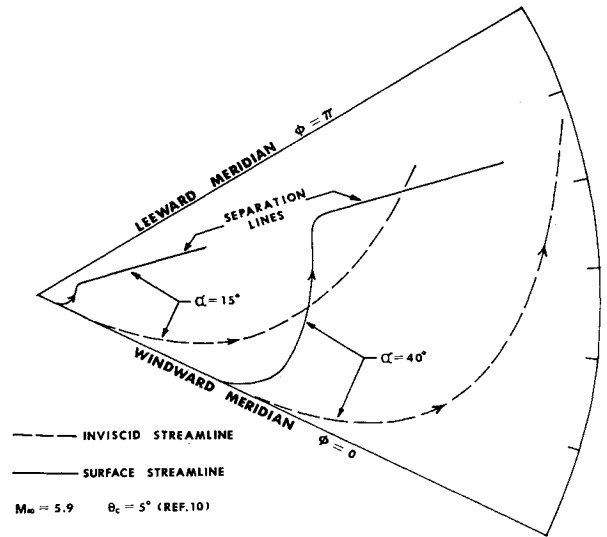 LEEWARD MERIDIAN ϕ = π
SEPARATION
LINES
α = 15°
α = 40°
WINDWARD MERIDIAN ϕ = 0
INVISCID STREAMLINE
SURFACE STREAMLINE
M∞ = 5.9 θc = 5° (REF. 10)